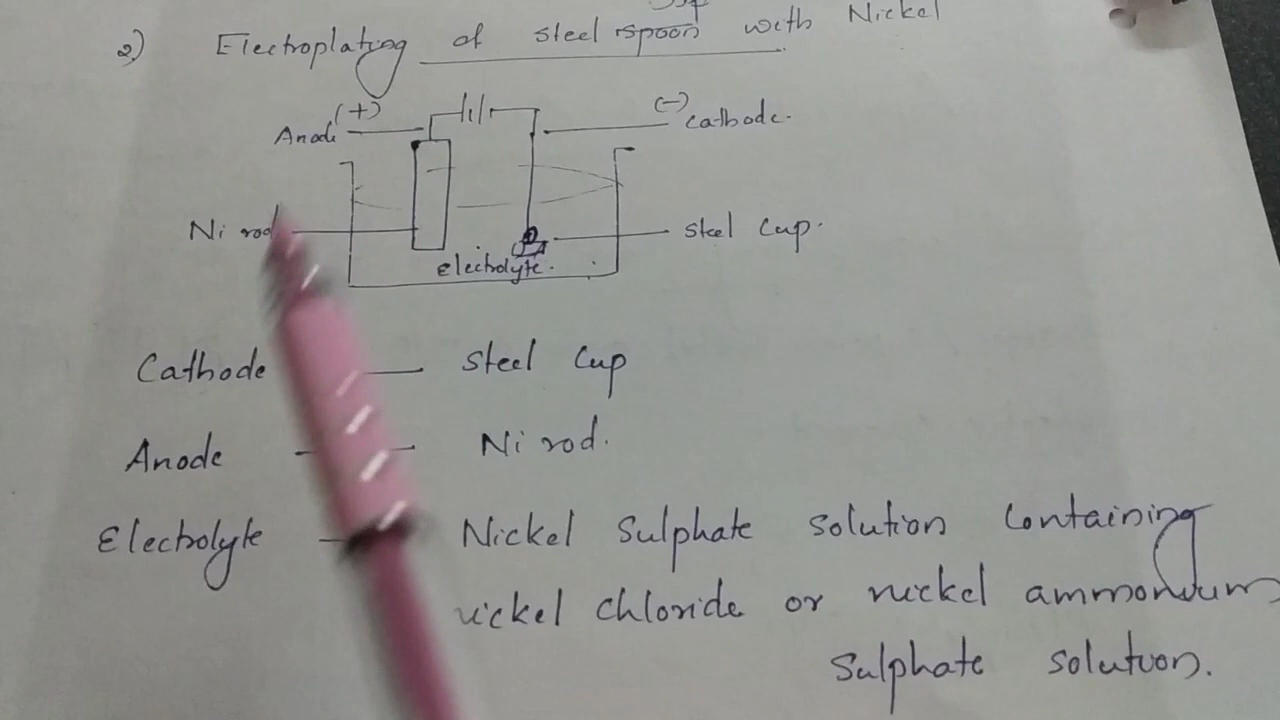 2) Electroplating of steel spoon with Nickel
(+)
Anode
(-)
Cathode.
Ni rod
steel cup.
Electrolyte.
Cathode — steel cup
Anode — Ni rod.
Electrolyte — Nickel Sulphate solution containing
nickel chloride or nickel ammonium
sulphate solution.